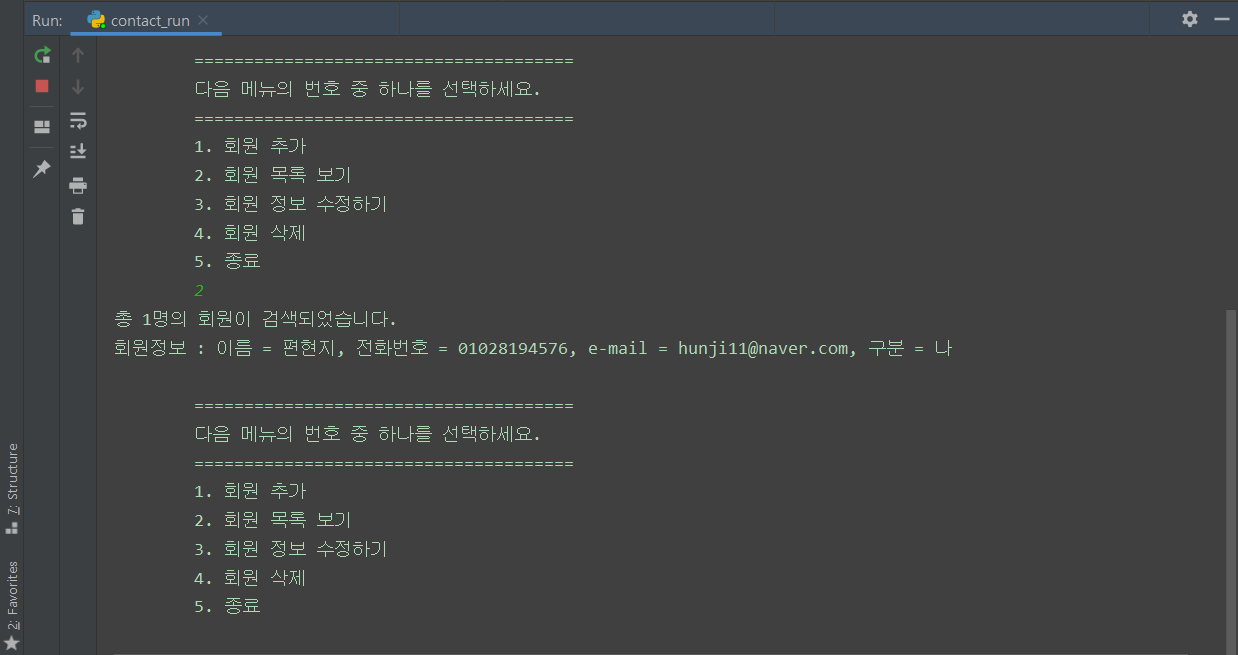 Run: contact_run
=====================================
다음 메뉴의 번호 중 하나를 선택하세요.
=====================================
1. 회원 추가
2. 회원 목록 보기
3. 회원 정보 수정하기
4. 회원 삭제
5. 종료
2
총 1명의 회원이 검색되었습니다.
회원정보 : 이름 = 편현지, 전화번호 = 01028194576, e-mail = hunji11@naver.com, 구분 = 나
=====================================
다음 메뉴의 번호 중 하나를 선택하세요.
=====================================
1. 회원 추가
2. 회원 목록 보기
3. 회원 정보 수정하기
4. 회원 삭제
5. 종료
7: Structure
2: Favorites